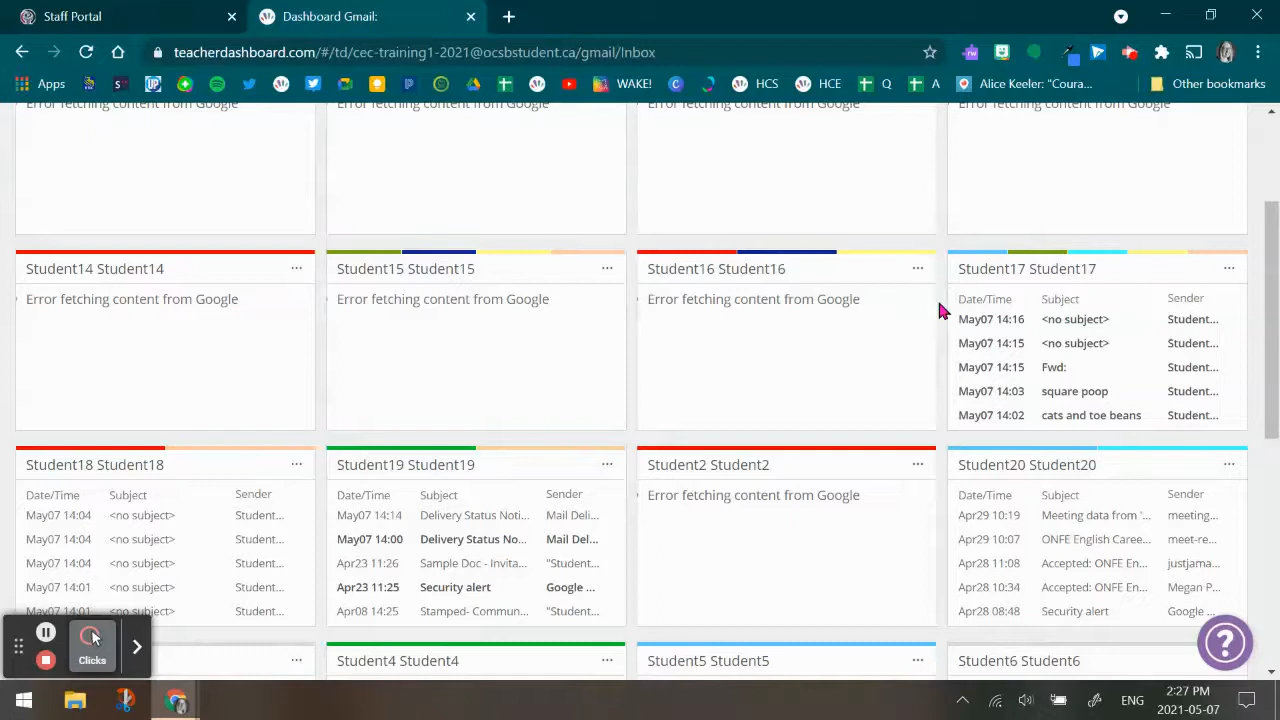 Staff Portal
Dashboard Gmail:
teacherdashboard.com/#/td/cec-training1-2021@ocsbstudent.ca/gmail/Inbox
Apps WAKE! HCS HCE Q A Alice Keeler: "Coura... Other bookmarks
Error fetching content from Google Error fetching content from Google Error fetching content from Google Error fetching content from Google
Student14 Student14 ... Student15 Student15 ... Student16 Student16 ... Student17 Student17 ...
Error fetching content from Google Error fetching content from Google Error fetching content from Google Date/Time Subject Sender
May07 14:16 <no subject> Student...
May07 14:15 <no subject> Student...
May07 14:15 Fwd: Student...
May07 14:03 square poop Student...
May07 14:02 cats and toe beans Student...
Student18 Student18 ... Student19 Student19 ... Student2 Student2 ... Student20 Student20 ...
Date/Time Subject Sender Date/Time Subject Sender Error fetching content from Google Date/Time Subject Sender
May07 14:04 <no subject> Student... May07 14:14 Delivery Status Noti... Mail Deli... Apr29 10:19 Meeting data from '... meeting...
May07 14:04 <no subject> Student... May07 14:00 Delivery Status No... Mail Del... Apr29 10:07 ONFE English Caree... meet-re...
May07 14:04 <no subject> Student... Apr23 11:26 Sample Doc - Invita... "Student... Apr28 11:08 Accepted: ONFE En... justjama...
May07 14:01 <no subject> Student... Apr23 11:25 Security alert Google ... Apr28 10:34 Accepted: ONFE En... Megan P...
May07 14:01 <no subject> Student... Apr08 14:25 Stamped- Commun... "Student... Apr28 08:48 Security alert Google ...
Clicks
... Student4 Student4 ... Student5 Student5 ... Student6 Student6 ...
ENG 2:27 PM
2021-05-07